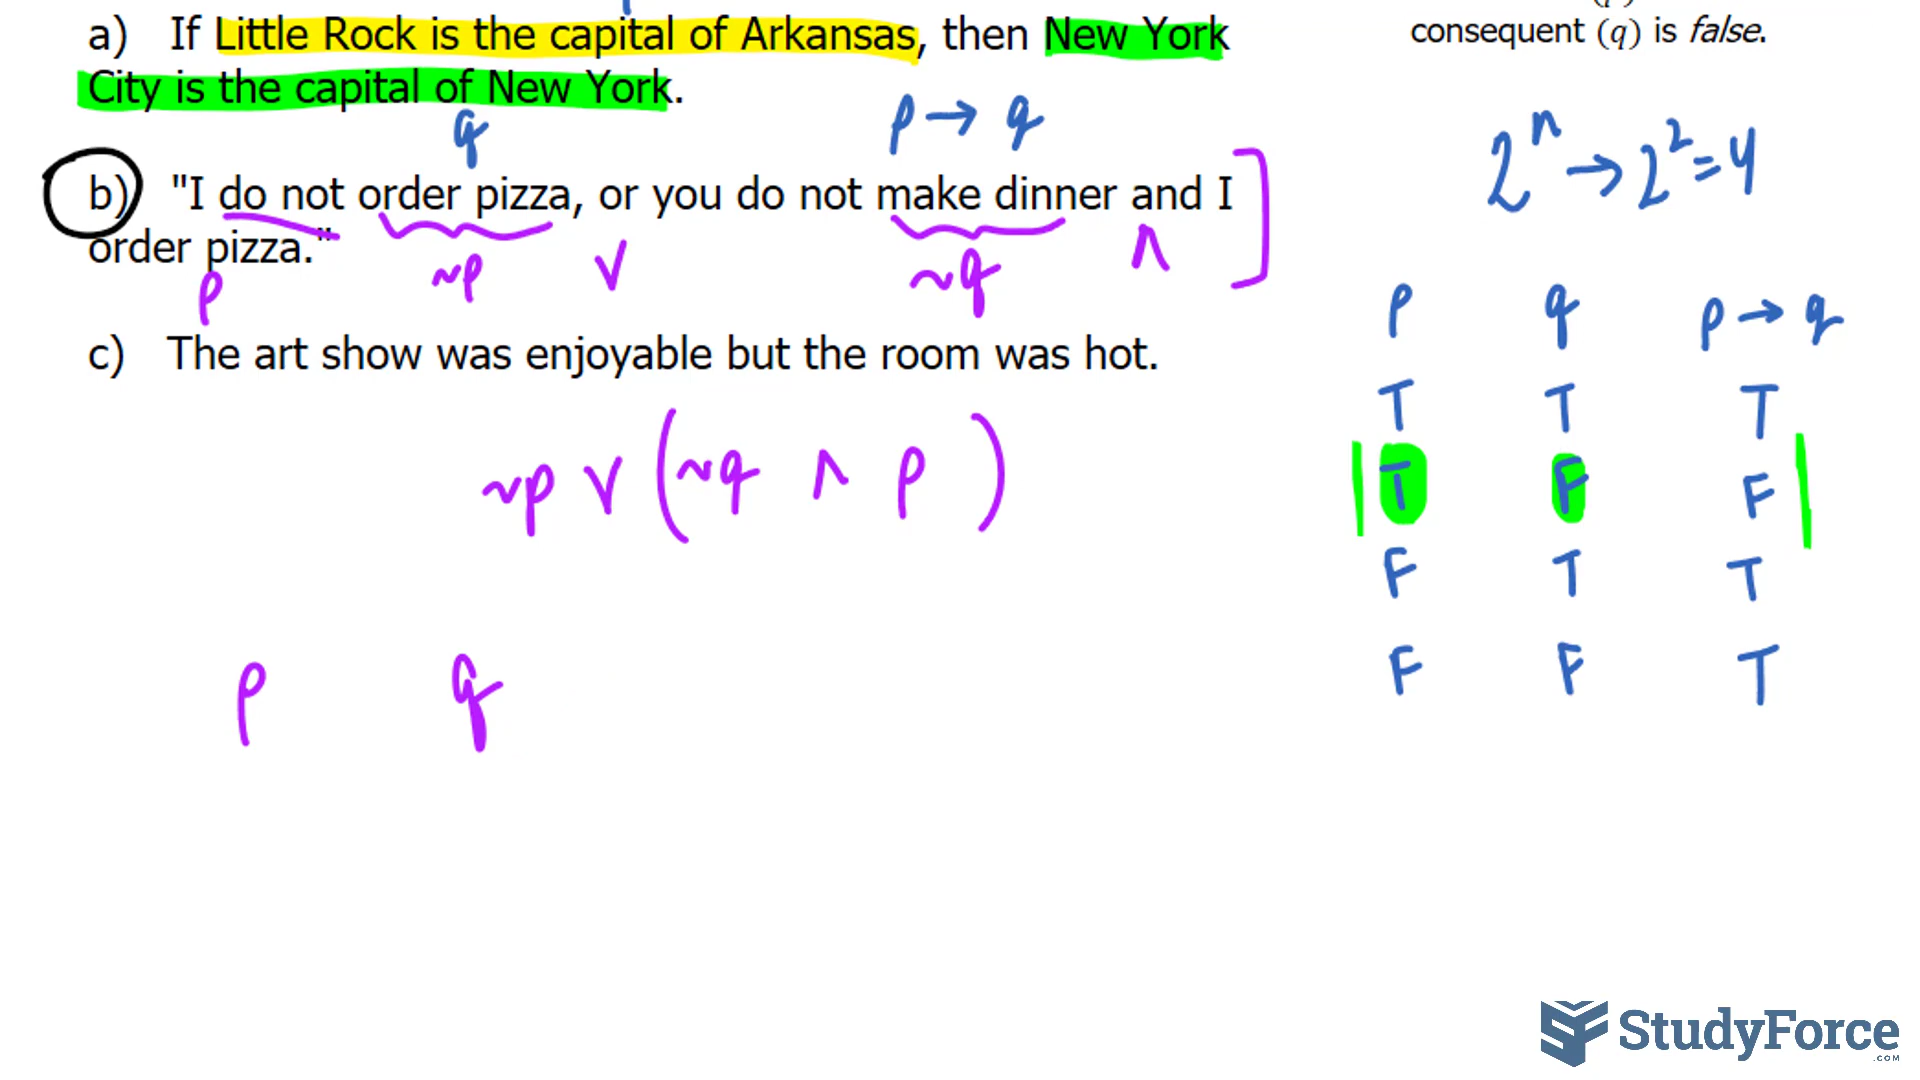 (p)
a) If Little Rock is the capital of Arkansas, then New York
consequent (q) is false.
City is the capital of New York.
q
p → q
2ⁿ → 2² = 4
b) "I do not order pizza, or you do not make dinner and I
order pizza."
p
~p
∨
~q
∧
c) The art show was enjoyable but the room was hot.
~p ∨ (~q ∧ p)
p q
p q p → q
T T T
T F F
F T T
F F T
StudyForce
.COM